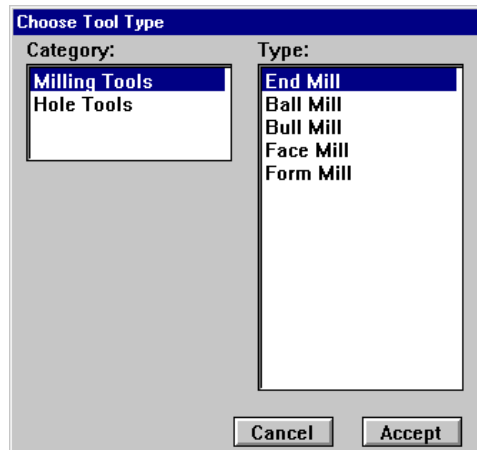 Choose Tool Type
Category:
Milling Tools
Hole Tools
Type:
End Mill
Ball Mill
Bull Mill
Face Mill
Form Mill
Cancel
Accept